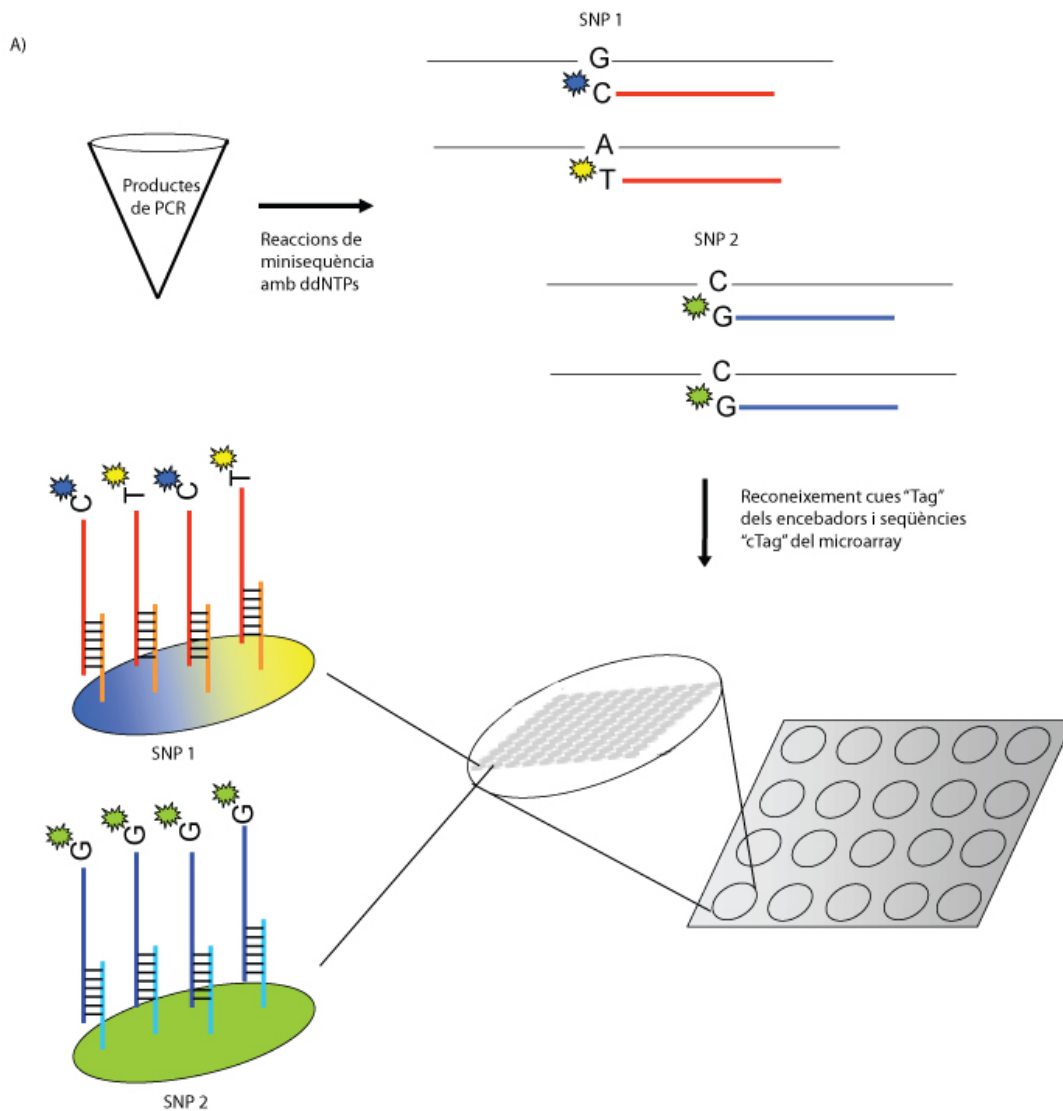 A)
SNP 1
G
C
A
T
Productes
de PCR
Reaccions de
minisequència
amb ddNTPs
SNP 2
C
G
C
G
C
T
C
T
Reconeixement cues "Tag"
dels encebadors i seqüències
"cTag" del microarray
SNP 1
G
G
G
G
SNP 2